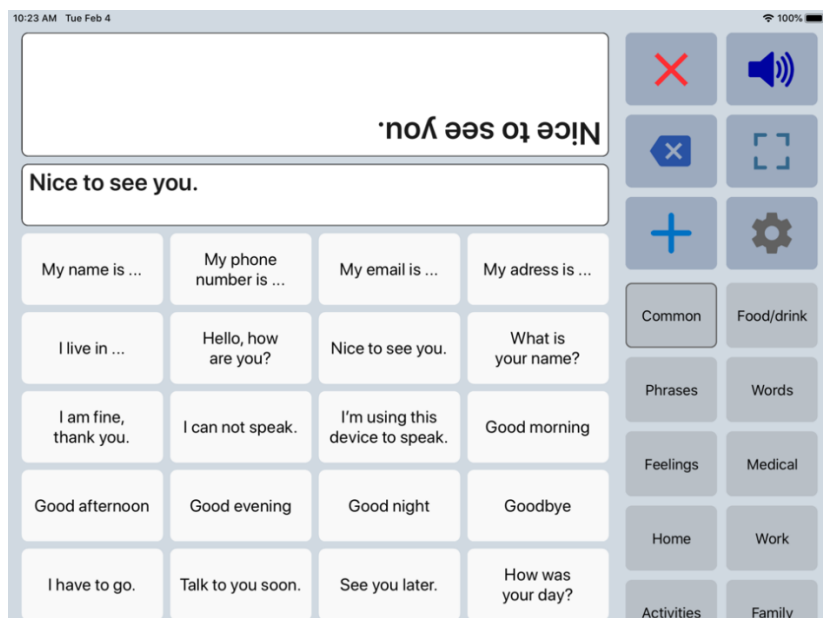 10:23 AM Tue Feb 4
100%
Nice to see you.
Nice to see you.
My name is ...
My phone
number is ...
My email is ...
My adress is ...
I live in ...
Hello, how
are you?
Nice to see you.
What is
your name?
I am fine,
thank you.
I can not speak.
I'm using this
device to speak.
Good morning
Good afternoon
Good evening
Good night
Goodbye
I have to go.
Talk to you soon.
See you later.
How was
your day?
Common
Food/drink
Phrases
Words
Feelings
Medical
Home
Work
Activities
Family